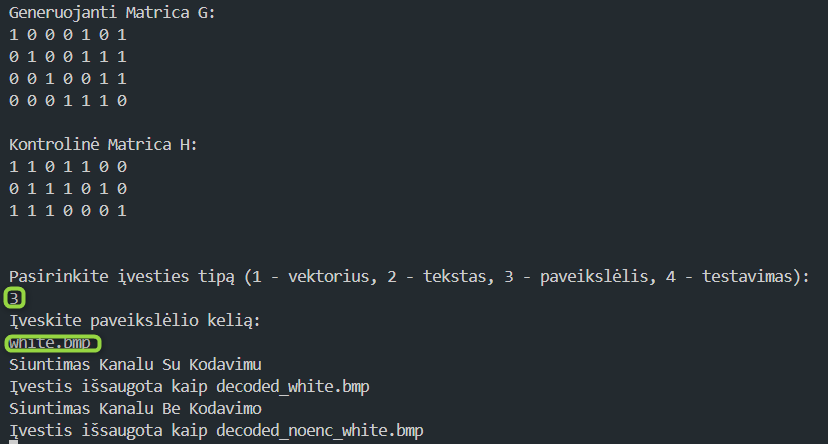 Generuojanti Matrica G:
1 0 0 0 1 0 1
0 1 0 0 1 1 1
0 0 1 0 0 1 1
0 0 0 1 1 1 0
Kontrolinė Matrica H:
1 1 0 1 1 0 0
0 1 1 1 0 1 0
1 1 1 0 0 0 1
Pasirinkite įvesties tipą (1 - vektorius, 2 - tekstas, 3 - paveikslėlis, 4 - testavimas):
3
Įveskite paveikslėlio kelią:
white.bmp
Siuntimas Kanalu Su Kodavimu
Įvestis išsaugota kaip decoded_white.bmp
Siuntimas Kanalu Be Kodavimo
Įvestis išsaugota kaip decoded_noenc_white.bmp